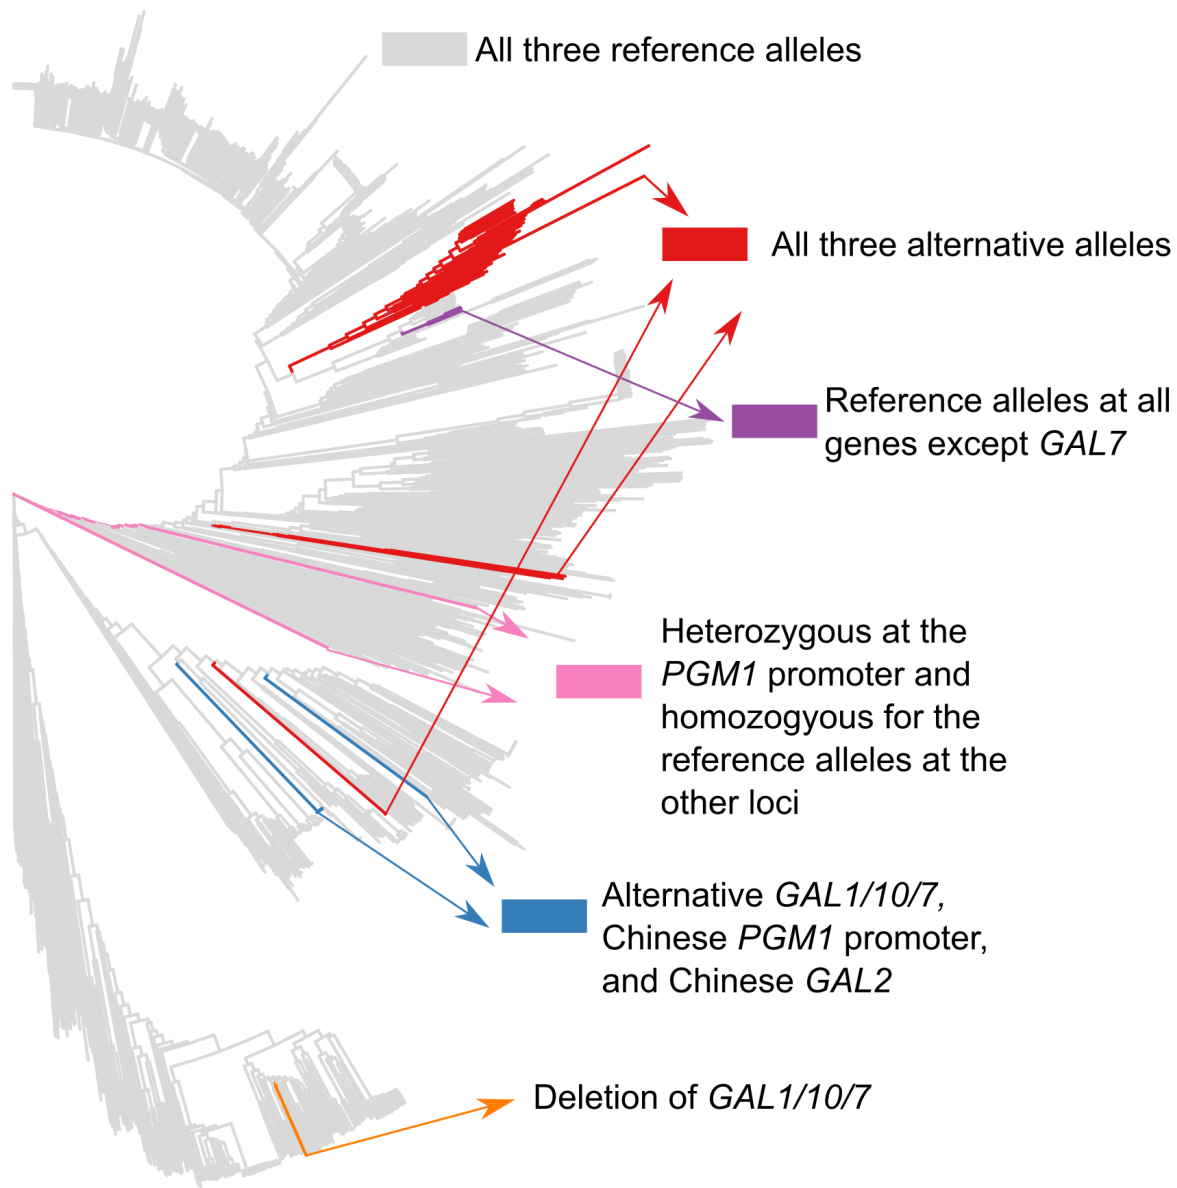 All three reference alleles
All three alternative alleles
Reference alleles at all
genes except GAL7
Heterozygous at the
PGM1 promoter and
homozogyous for the
reference alleles at the
other loci
Alternative GAL1/10/7,
Chinese PGM1 promoter,
and Chinese GAL2
Deletion of GAL1/10/7